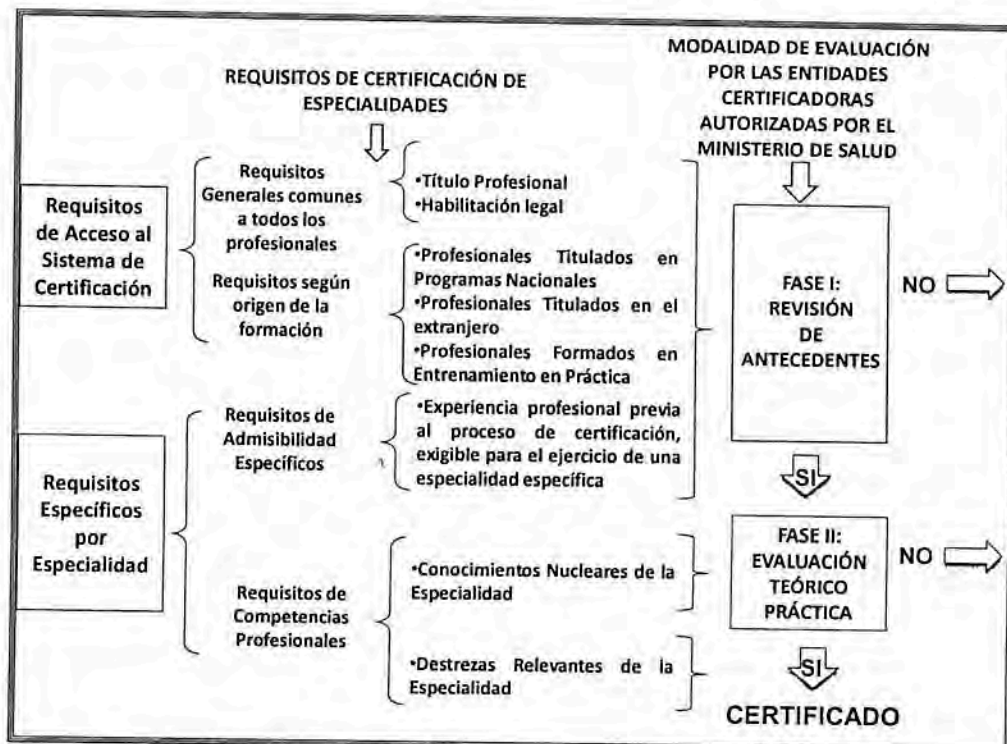 REQUISITOS DE CERTIFICACIÓN DE
ESPECIALIDADES
MODALIDAD DE EVALUACIÓN
POR LAS ENTIDADES
CERTIFICADORAS
AUTORIZADAS POR EL
MINISTERIO DE SALUD
Requisitos
de Acceso al
Sistema de
Certificación
Requisitos
Generales comunes
a todos los
profesionales
•Título Profesional
•Habilitación legal
Requisitos según
origen de la
formación
•Profesionales Titulados en
Programas Nacionales
•Profesionales Titulados en el
extranjero
•Profesionales Formados en
Entrenamiento en Práctica
FASE I:
REVISIÓN
DE
ANTECEDENTES
NO
SI
Requisitos
Específicos
por
Especialidad
Requisitos de
Admisibilidad
Específicos
•Experiencia profesional previa
al proceso de certificación,
exigible para el ejercicio de una
especialidad específica
Requisitos de
Competencias
Profesionales
•Conocimientos Nucleares de la
Especialidad
•Destrezas Relevantes de la
Especialidad
FASE II:
EVALUACIÓN
TEÓRICO
PRÁCTICA
NO
SI
CERTIFICADO